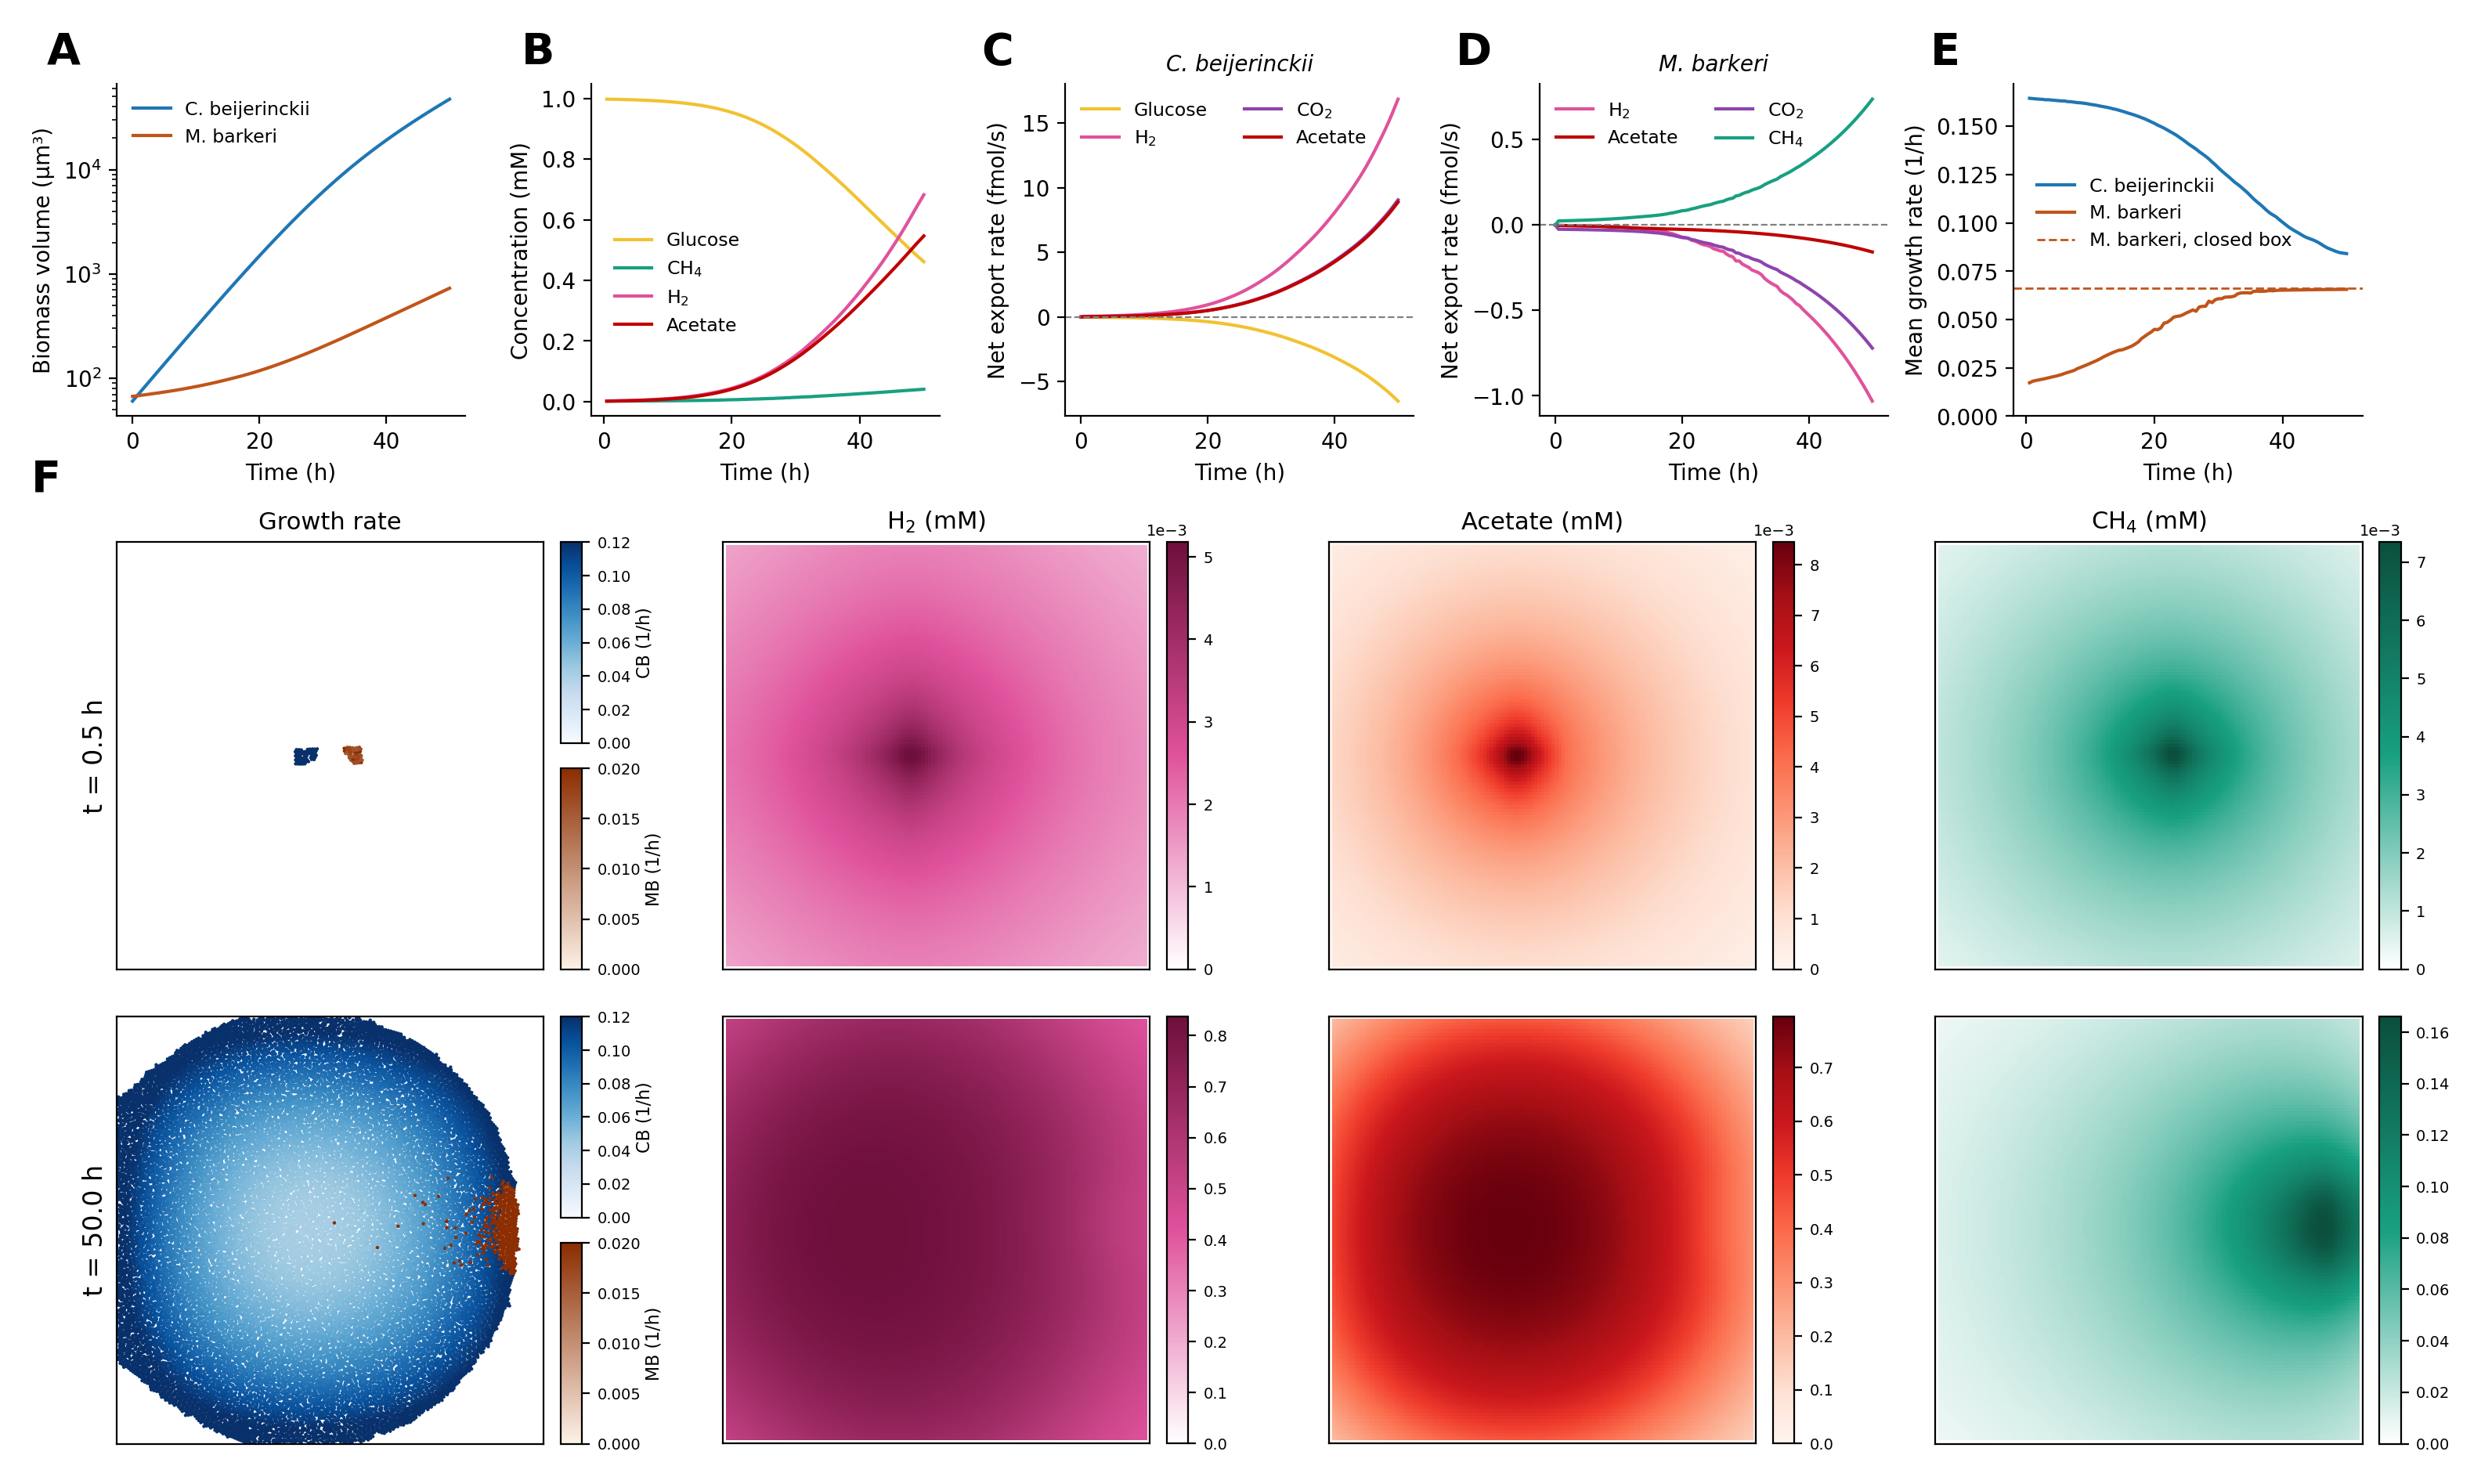 A
C. beijerinckii
M. barkeri
Biomass volume (µm³)
10⁴
10³
10²
0 20 40
Time (h)
B
Concentration (mM)
1.0
0.8
0.6
0.4
0.2
0.0
Glucose
CH₄
H₂
Acetate
0 20 40
Time (h)
C
C. beijerinckii
Glucose
H₂
CO₂
Acetate
Net export rate (fmol/s)
15
10
5
0
−5
0 20 40
Time (h)
D
M. barkeri
H₂
Acetate
CO₂
CH₄
Net export rate (fmol/s)
0.5
0.0
−0.5
−1.0
0 20 40
Time (h)
E
Mean growth rate (1/h)
0.150
0.125
0.100
0.075
0.050
0.025
0.000
C. beijerinckii
M. barkeri
M. barkeri, closed box
0 20 40
Time (h)
F
Growth rate
t = 0.5 h
0.12
0.10
0.08
0.06
0.04
0.02
0.00
CB (1/h)
0.020
0.015
0.010
0.005
0.000
MB (1/h)
H₂ (mM)
1e−3
5
4
3
2
1
0
Acetate (mM)
1e−3
8
7
6
5
4
3
2
1
0
CH₄ (mM)
1e−3
7
6
5
4
3
2
1
0
t = 50.0 h
0.12
0.10
0.08
0.06
0.04
0.02
0.00
CB (1/h)
0.020
0.015
0.010
0.005
0.000
MB (1/h)
0.8
0.7
0.6
0.5
0.4
0.3
0.2
0.1
0.0
0.7
0.6
0.5
0.4
0.3
0.2
0.1
0.0
0.16
0.14
0.12
0.10
0.08
0.06
0.04
0.02
0.00